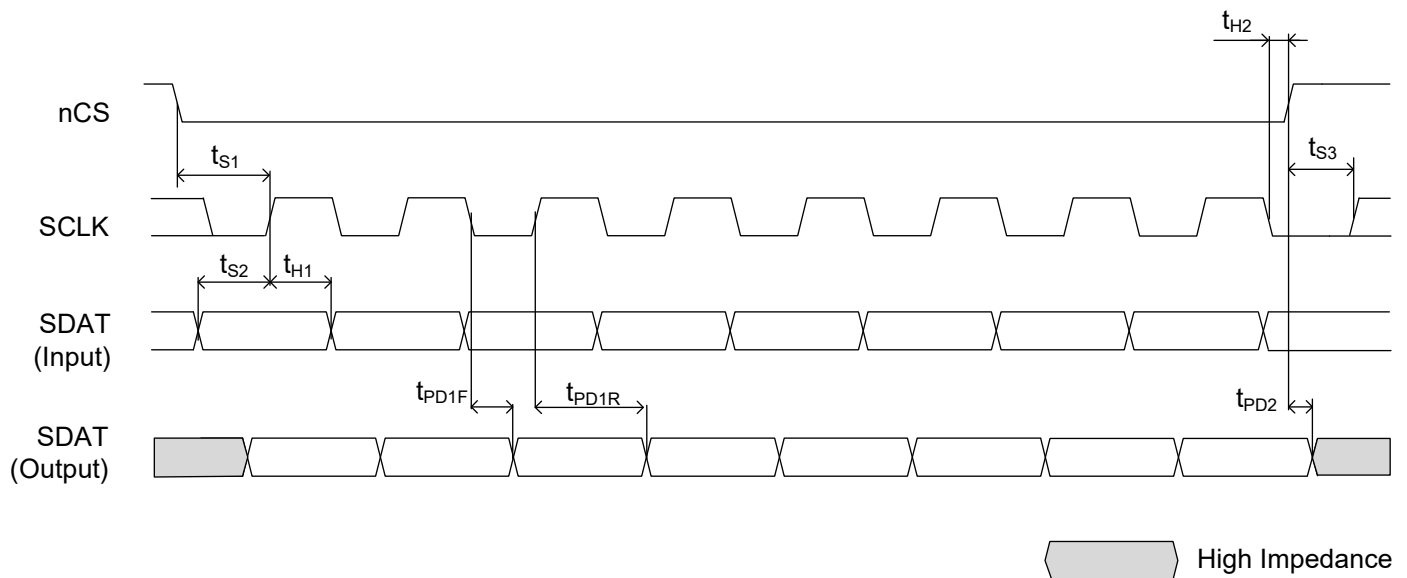 tH2
nCS
tS1
tS3
SCLK
tS2
tH1
SDAT
(Input)
tPD1F
tPD1R
tPD2
SDAT
(Output)
High Impedance